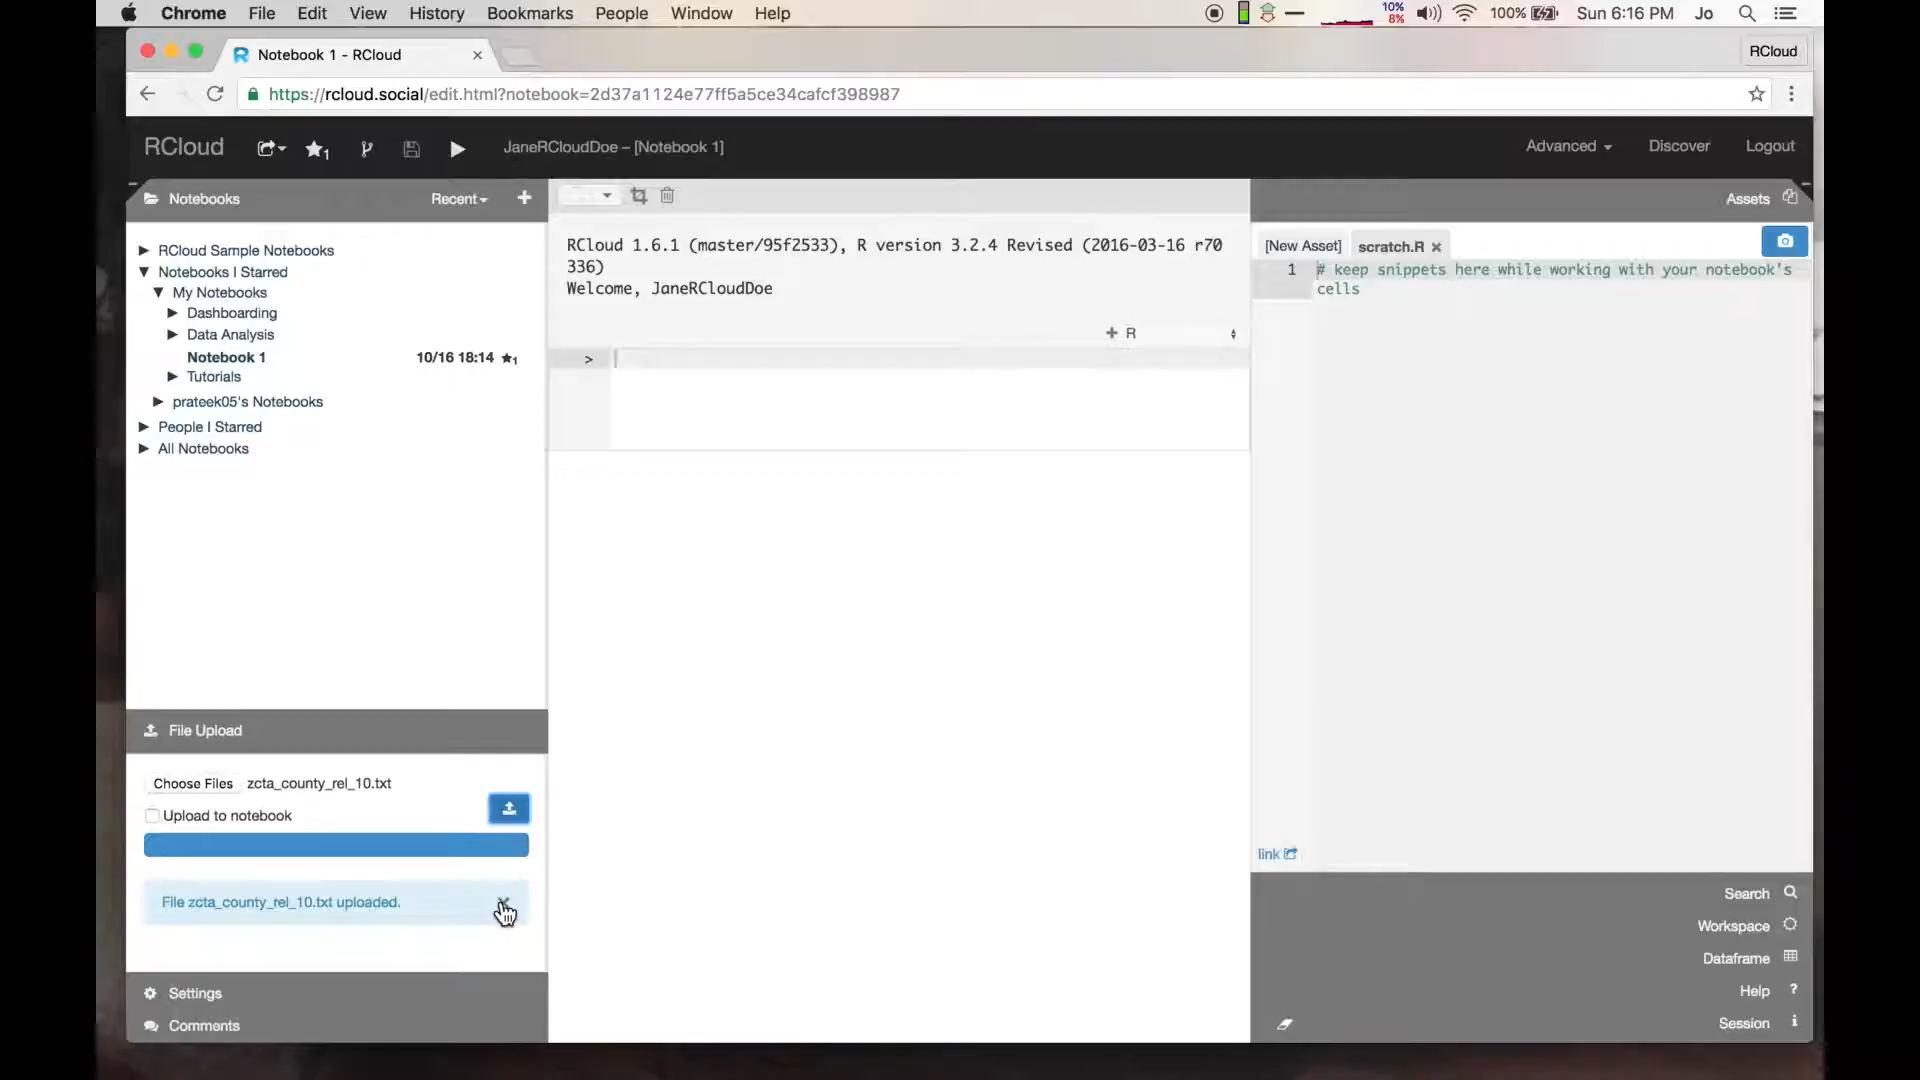 Chrome File Edit View History Bookmarks People Window Help 10% 8% 100% Sun 6:16 PM Jo
Notebook 1 - RCloud × RCloud
https://rcloud.social/edit.html?notebook=2d37a1124e77ff5a5ce34cafcf398987
RCloud 1 JaneRCloudDoe – [Notebook 1] Advanced Discover Logout
Notebooks Recent +
RCloud Sample Notebooks
Notebooks I Starred
My Notebooks
Dashboarding
Data Analysis
Notebook 1 10/16 18:14 ★1
Tutorials
prateek05's Notebooks
People I Starred
All Notebooks
File Upload
Choose Files zcta_county_rel_10.txt
Upload to notebook
File zcta_county_rel_10.txt uploaded.
Settings
Comments
RCloud 1.6.1 (master/95f2533), R version 3.2.4 Revised (2016-03-16 r70
336)
Welcome, JaneRCloudDoe
+ R
>
Assets
[New Asset] scratch.R ×
1 # keep snippets here while working with your notebook's
cells
link
Search
Workspace
Dataframe
Help ?
Session i